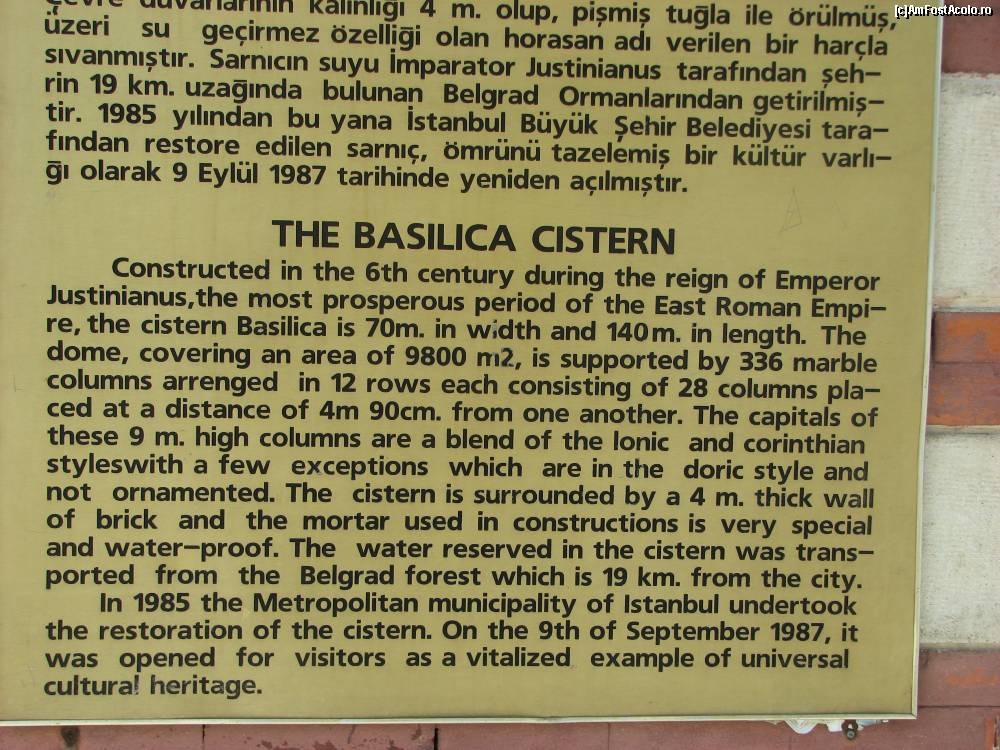 [c]AmFostAcolo.ro
çevre duvarlarının kalınlığı 4 m. olup, pişmiş tuğla ile örülmüş,
üzeri su geçirmez özelliği olan horasan adı verilen bir harçla
sıvanmıştır. Sarnıcın suyu İmparator Justinianus tarafından şeh-
rin 19 km. uzağında bulunan Belgrad Ormanlarından getirilmiş-
tir. 1985 yılından bu yana İstanbul Büyük Şehir Belediyesi tara-
fından restore edilen sarnıç, ömrünü tazelemiş bir kültür varlı-
ğı olarak 9 Eylül 1987 tarihinde yeniden açılmıştır.
THE BASILICA CISTERN
Constructed in the 6th century during the reign of Emperor
Justinianus,the most prosperous period of the East Roman Empi-
re, the cistern Basilica is 70m. in width and 140m. in length. The
dome, covering an area of 9800 m2, is supported by 336 marble
columns arrenged in 12 rows each consisting of 28 columns pla-
ced at a distance of 4m 90cm. from one another. The capitals of
these 9 m. high columns are a blend of the Ionic and corinthian
styleswith a few exceptions which are in the doric style and
not ornamented. The cistern is surrounded by a 4 m. thick wall
of brick and the mortar used in constructions is very special
and water-proof. The water reserved in the cistern was trans-
ported from the Belgrad forest which is 19 km. from the city.
In 1985 the Metropolitan municipality of Istanbul undertook
the restoration of the cistern. On the 9th of September 1987, it
was opened for visitors as a vitalized example of universal
cultural heritage.